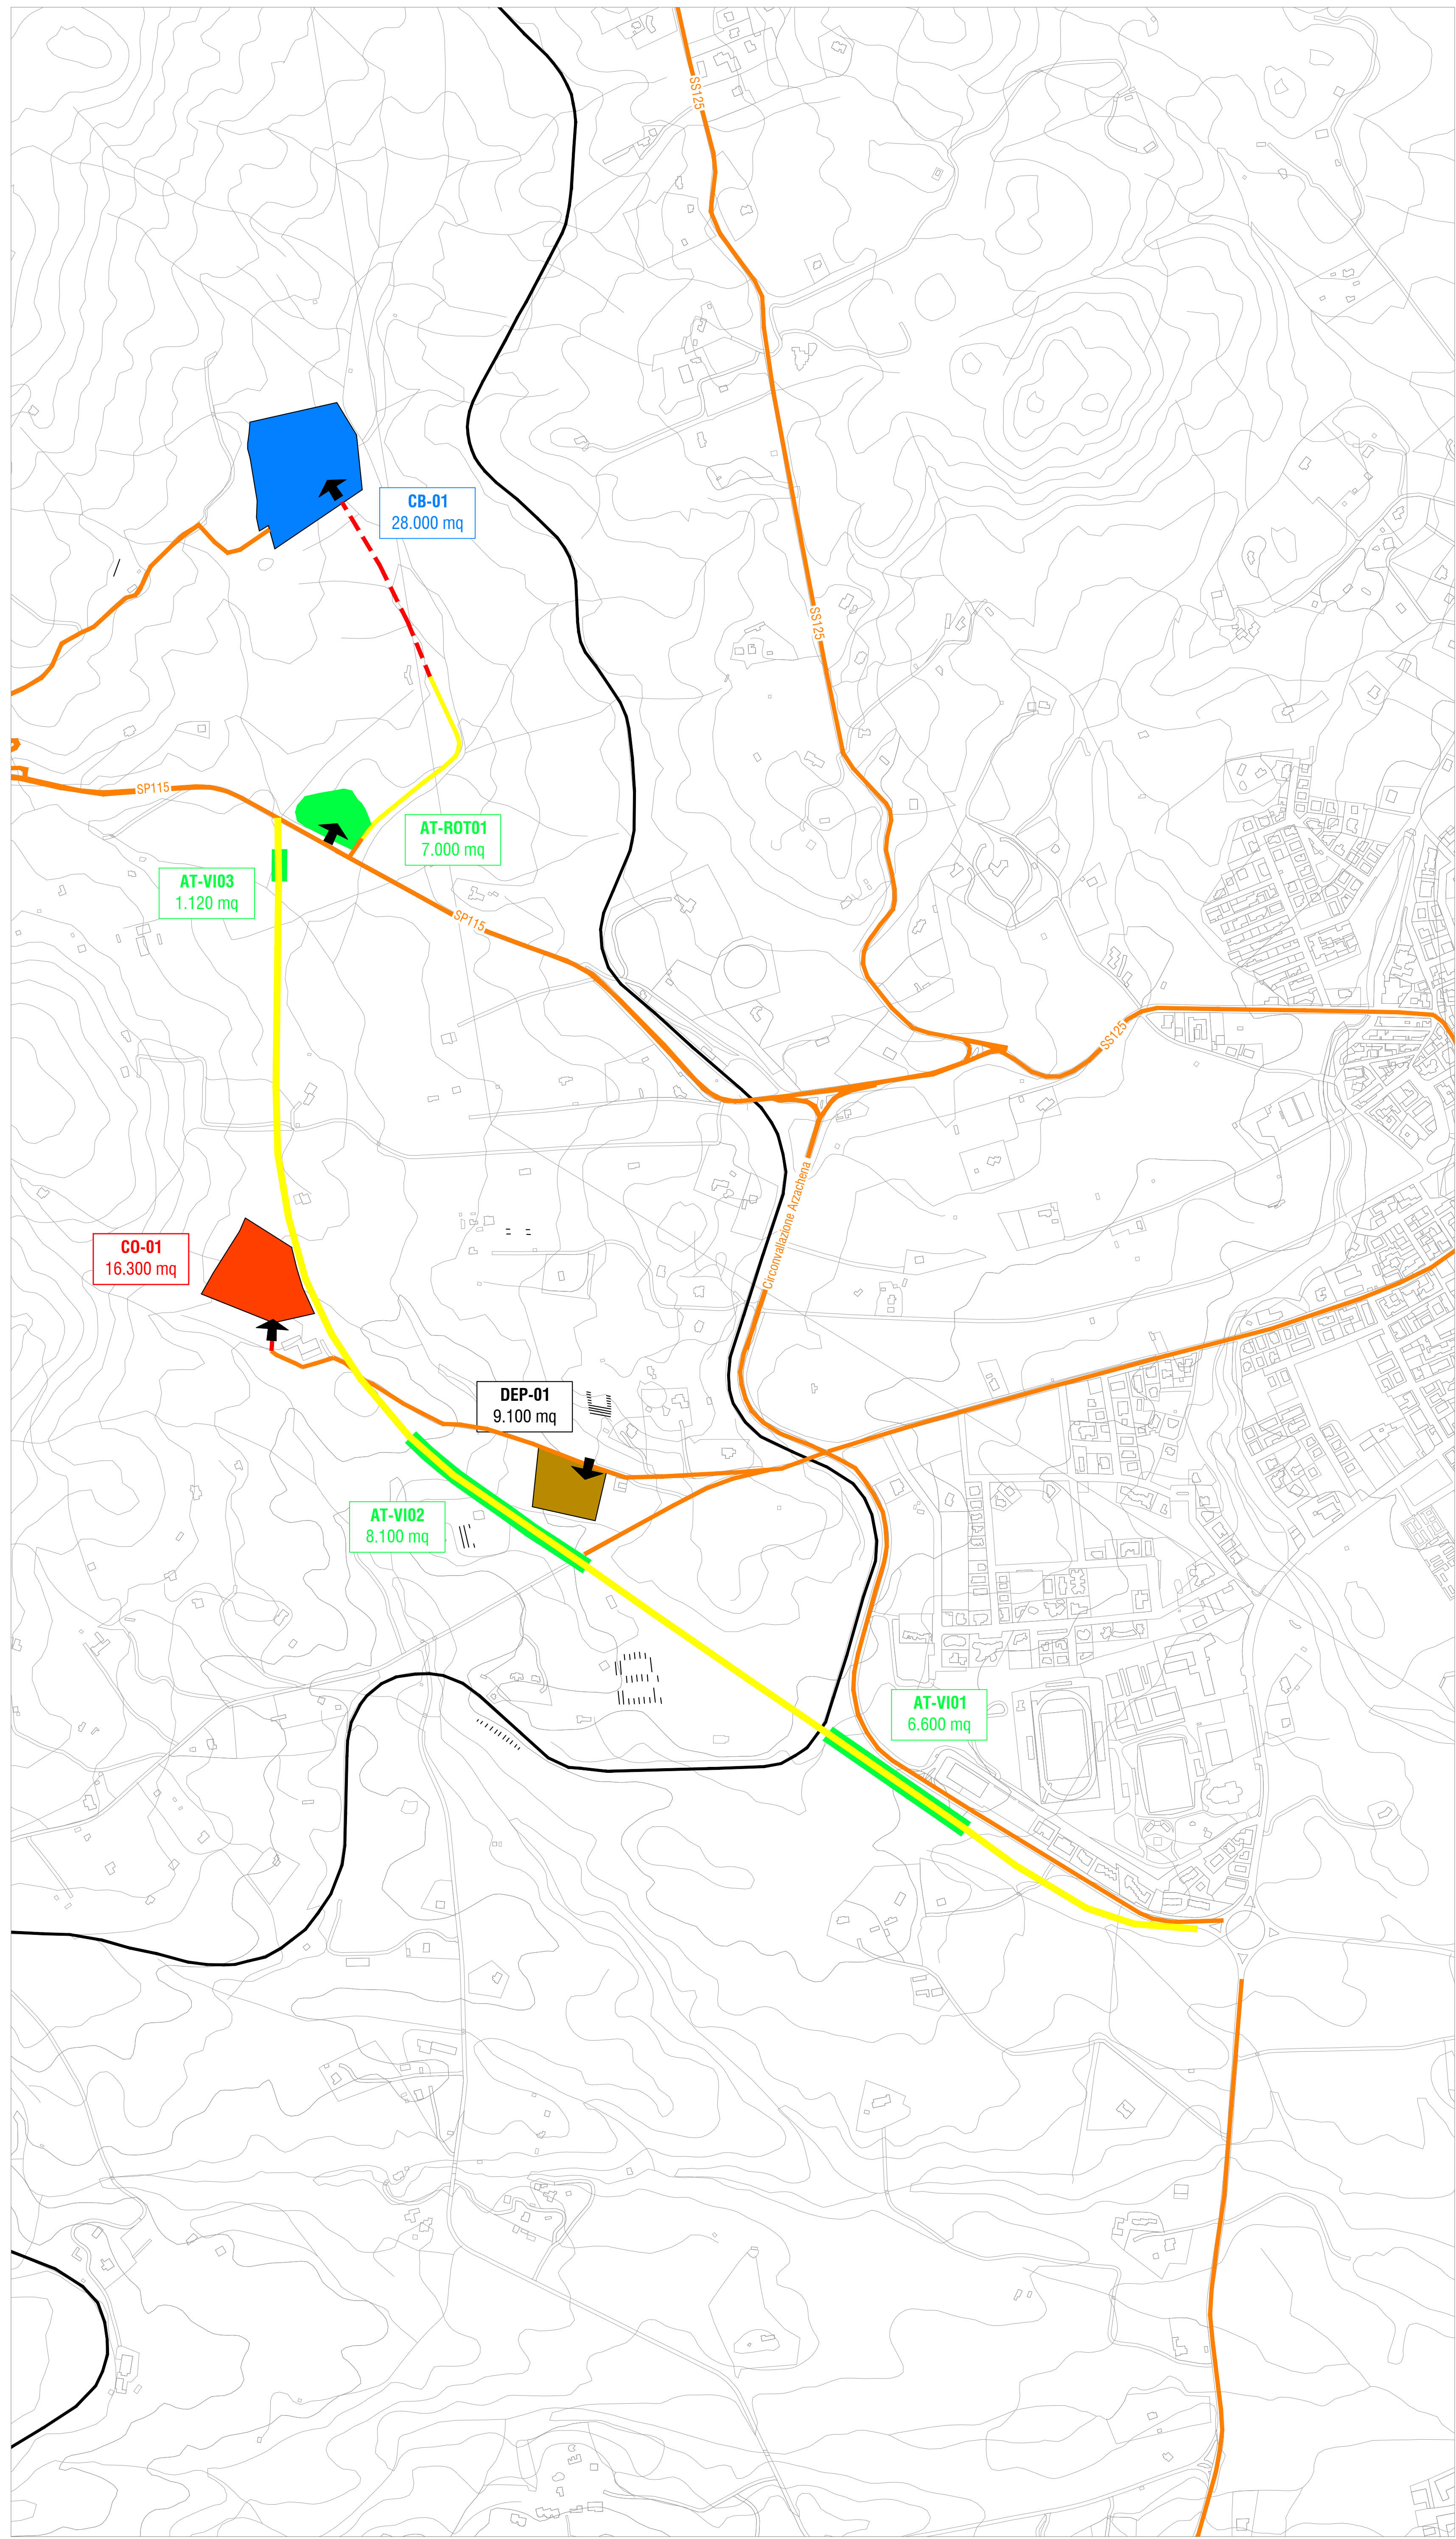 SS125
CB-01
28.000 mq
SS125
SP115
AT-ROT01
7.000 mq
AT-VI03
1.120 mq
SP115
SS125
Circonvallazione Arzachena
CO-01
16.300 mq
DEP-01
9.100 mq
AT-VI02
8.100 mq
AT-VI01
6.600 mq